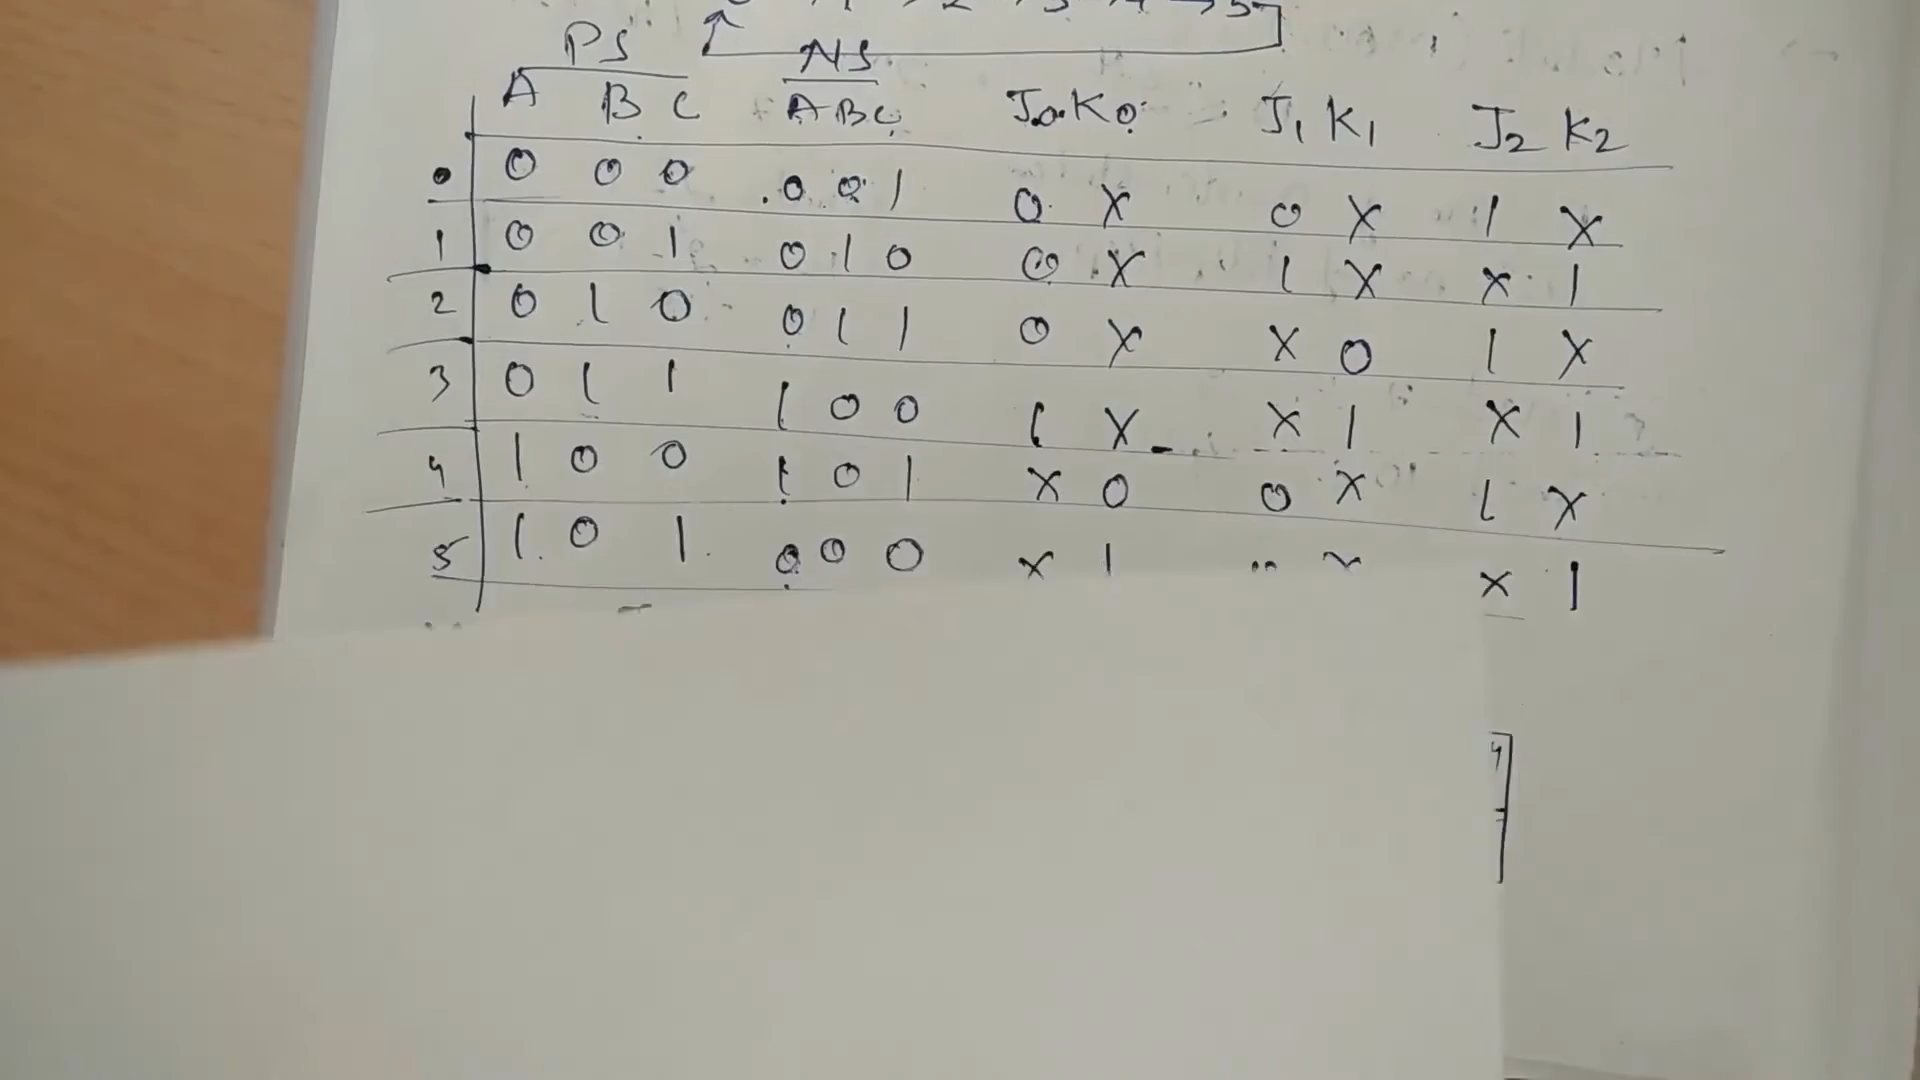 PS NS
A B C A B C J0 K0 J1 K1 J2 K2
0 0 0 0 0 0 1 0 X 0 X 1 X
1 0 0 1 0 1 0 0 X 1 X X 1
2 0 1 0 0 1 1 0 X X 0 1 X
3 0 1 1 1 0 0 1 X X 1 X 1
4 1 0 0 1 0 1 X 0 0 X 1 X
5 1 0 1 0 0 0 X 1 X 1
4